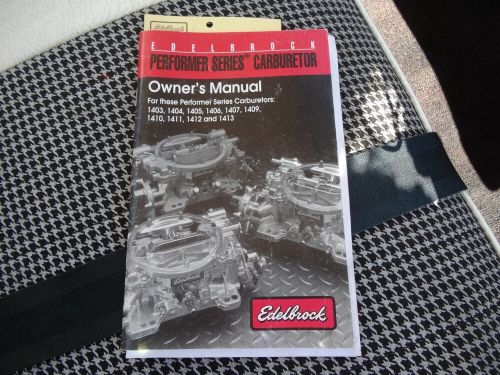 Edelbrock
EDELBROCK
PERFORMER SERIES® CARBURETOR
Owner's Manual
For these Performer Series Carburetors:
1403, 1404, 1405, 1406, 1407, 1409,
1410, 1411, 1412 and 1413
Edelbrock